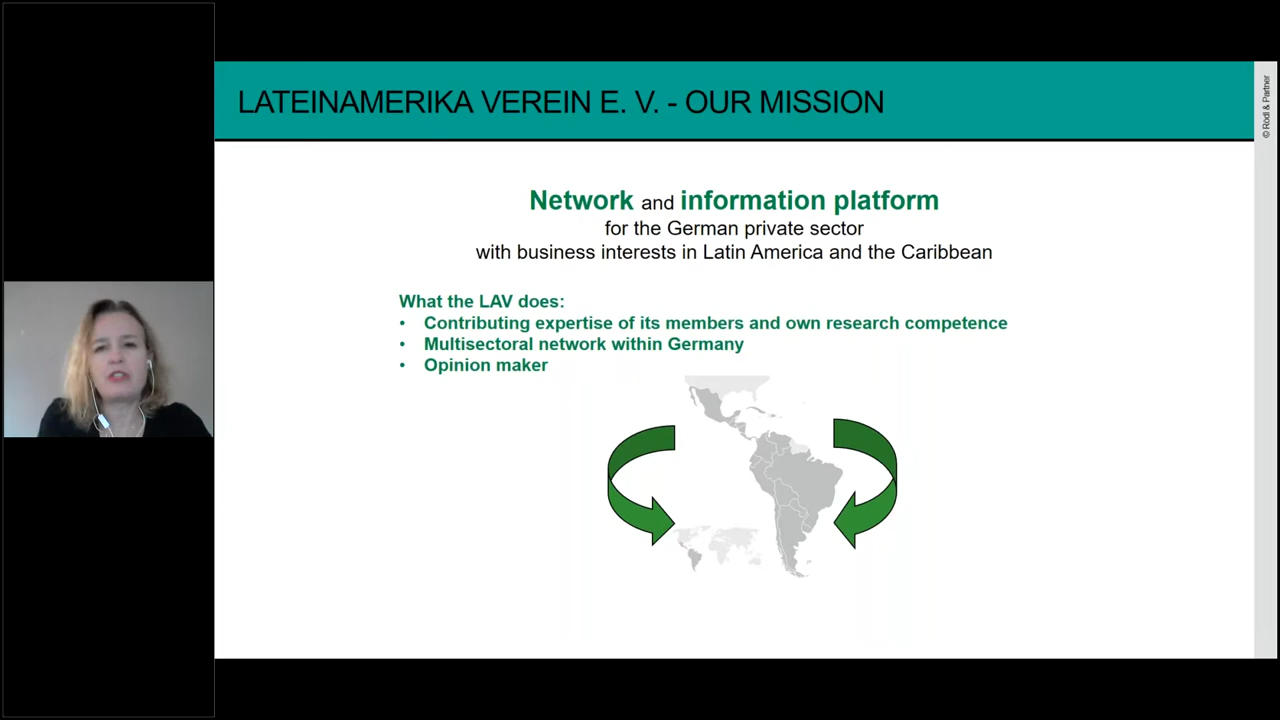 LATEINAMERIKA VEREIN E. V. - OUR MISSION
© Rödl & Partner
Network and information platform
for the German private sector
with business interests in Latin America and the Caribbean
What the LAV does:
• Contributing expertise of its members and own research competence
• Multisectoral network within Germany
• Opinion maker